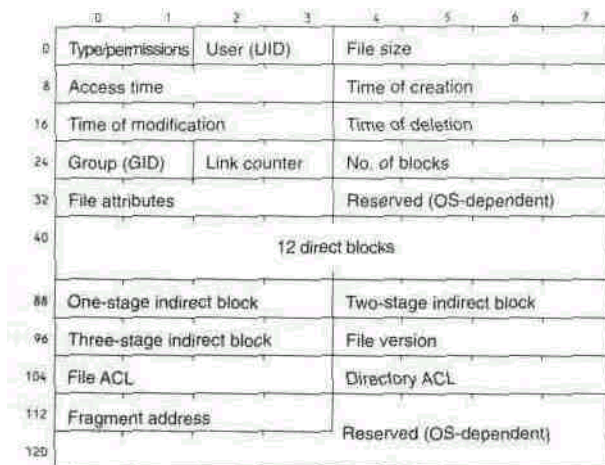 0 1 2 3 4 5 6 7
0 Type/permissions User (UID) File size
8 Access time Time of creation
16 Time of modification Time of deletion
24 Group (GID) Link counter No. of blocks
32 File attributes Reserved (OS-dependent)
40 12 direct blocks
88 One-stage indirect block Two-stage indirect block
96 Three-stage indirect block File version
104 File ACL Directory ACL
112 Fragment address
Reserved (OS-dependent)
120